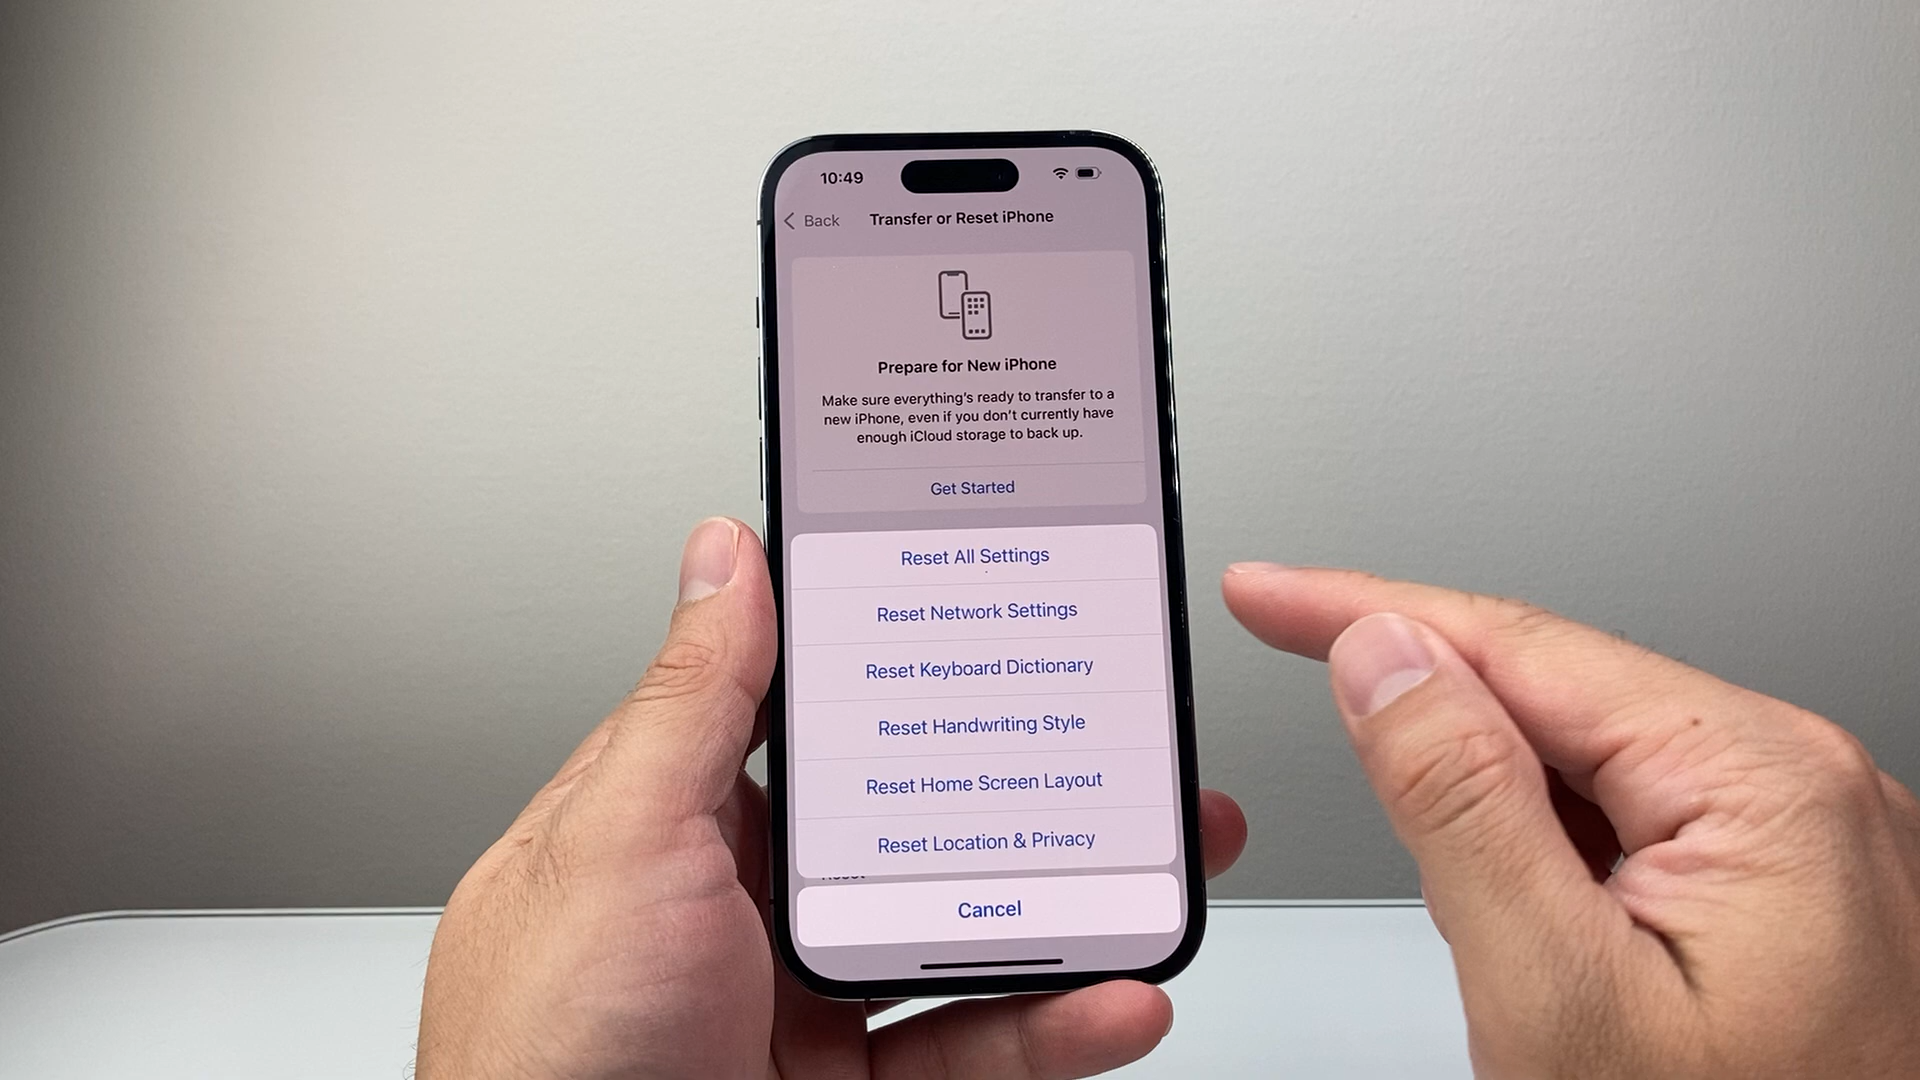 10:49
Back
Transfer or Reset iPhone
Prepare for New iPhone
Make sure everything's ready to transfer to a
new iPhone, even if you don't currently have
enough iCloud storage to back up.
Get Started
Reset All Settings
Reset Network Settings
Reset Keyboard Dictionary
Reset Handwriting Style
Reset Home Screen Layout
Reset Location & Privacy
Cancel